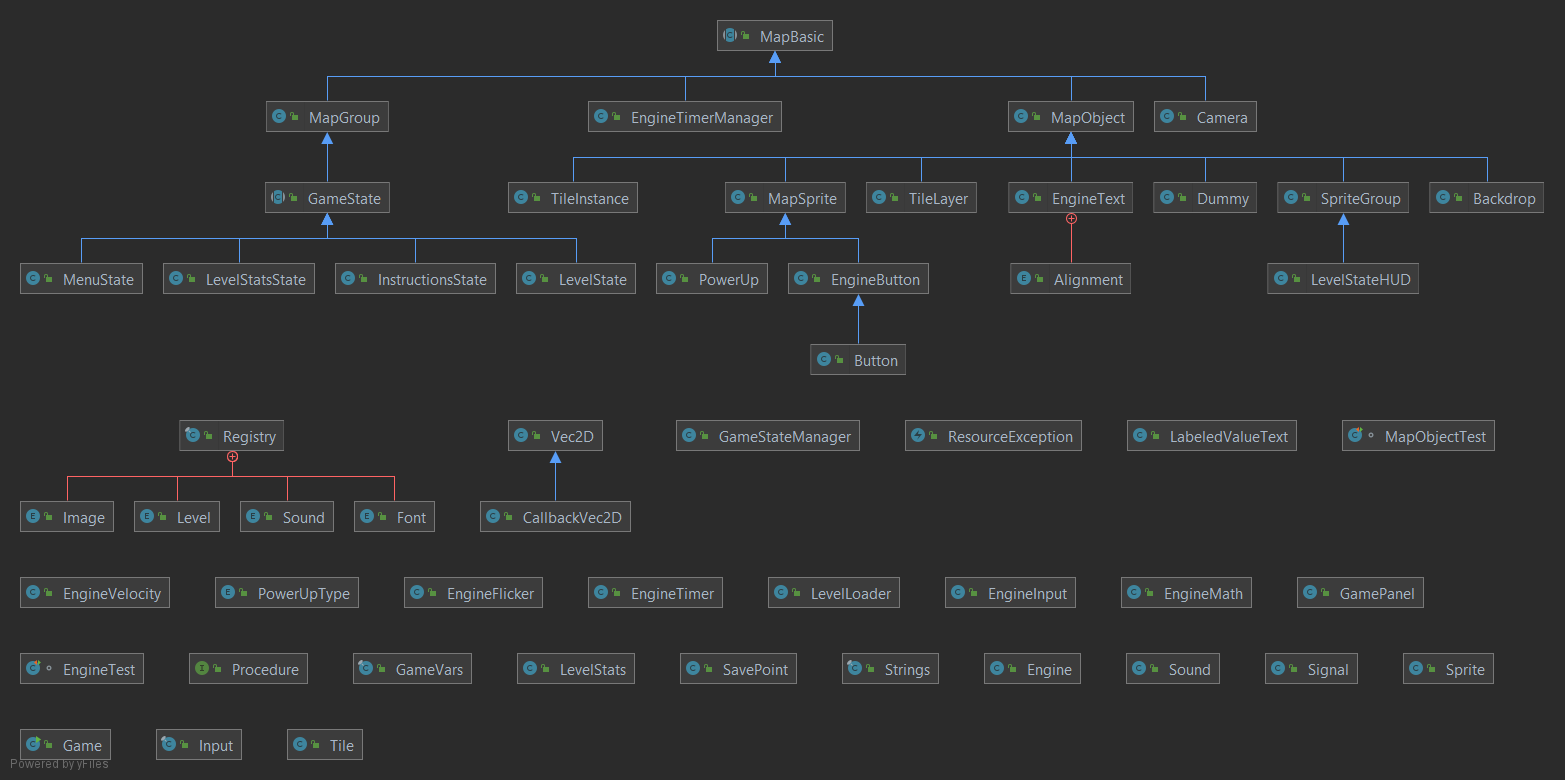 MapBasic
MapGroup
EngineTimerManager
MapObject
Camera
GameState
TileInstance
MapSprite
TileLayer
EngineText
Dummy
SpriteGroup
Backdrop
MenuState
LevelStatsState
InstructionsState
LevelState
PowerUp
EngineButton
Alignment
LevelStateHUD
Button
Registry
Vec2D
GameStateManager
ResourceException
LabeledValueText
MapObjectTest
Image
Level
Sound
Font
CallbackVec2D
EngineVelocity
PowerUpType
EngineFlicker
EngineTimer
LevelLoader
EngineInput
EngineMath
GamePanel
EngineTest
Procedure
GameVars
LevelStats
SavePoint
Strings
Engine
Sound
Signal
Sprite
Game
Input
Tile
Powered by yFiles